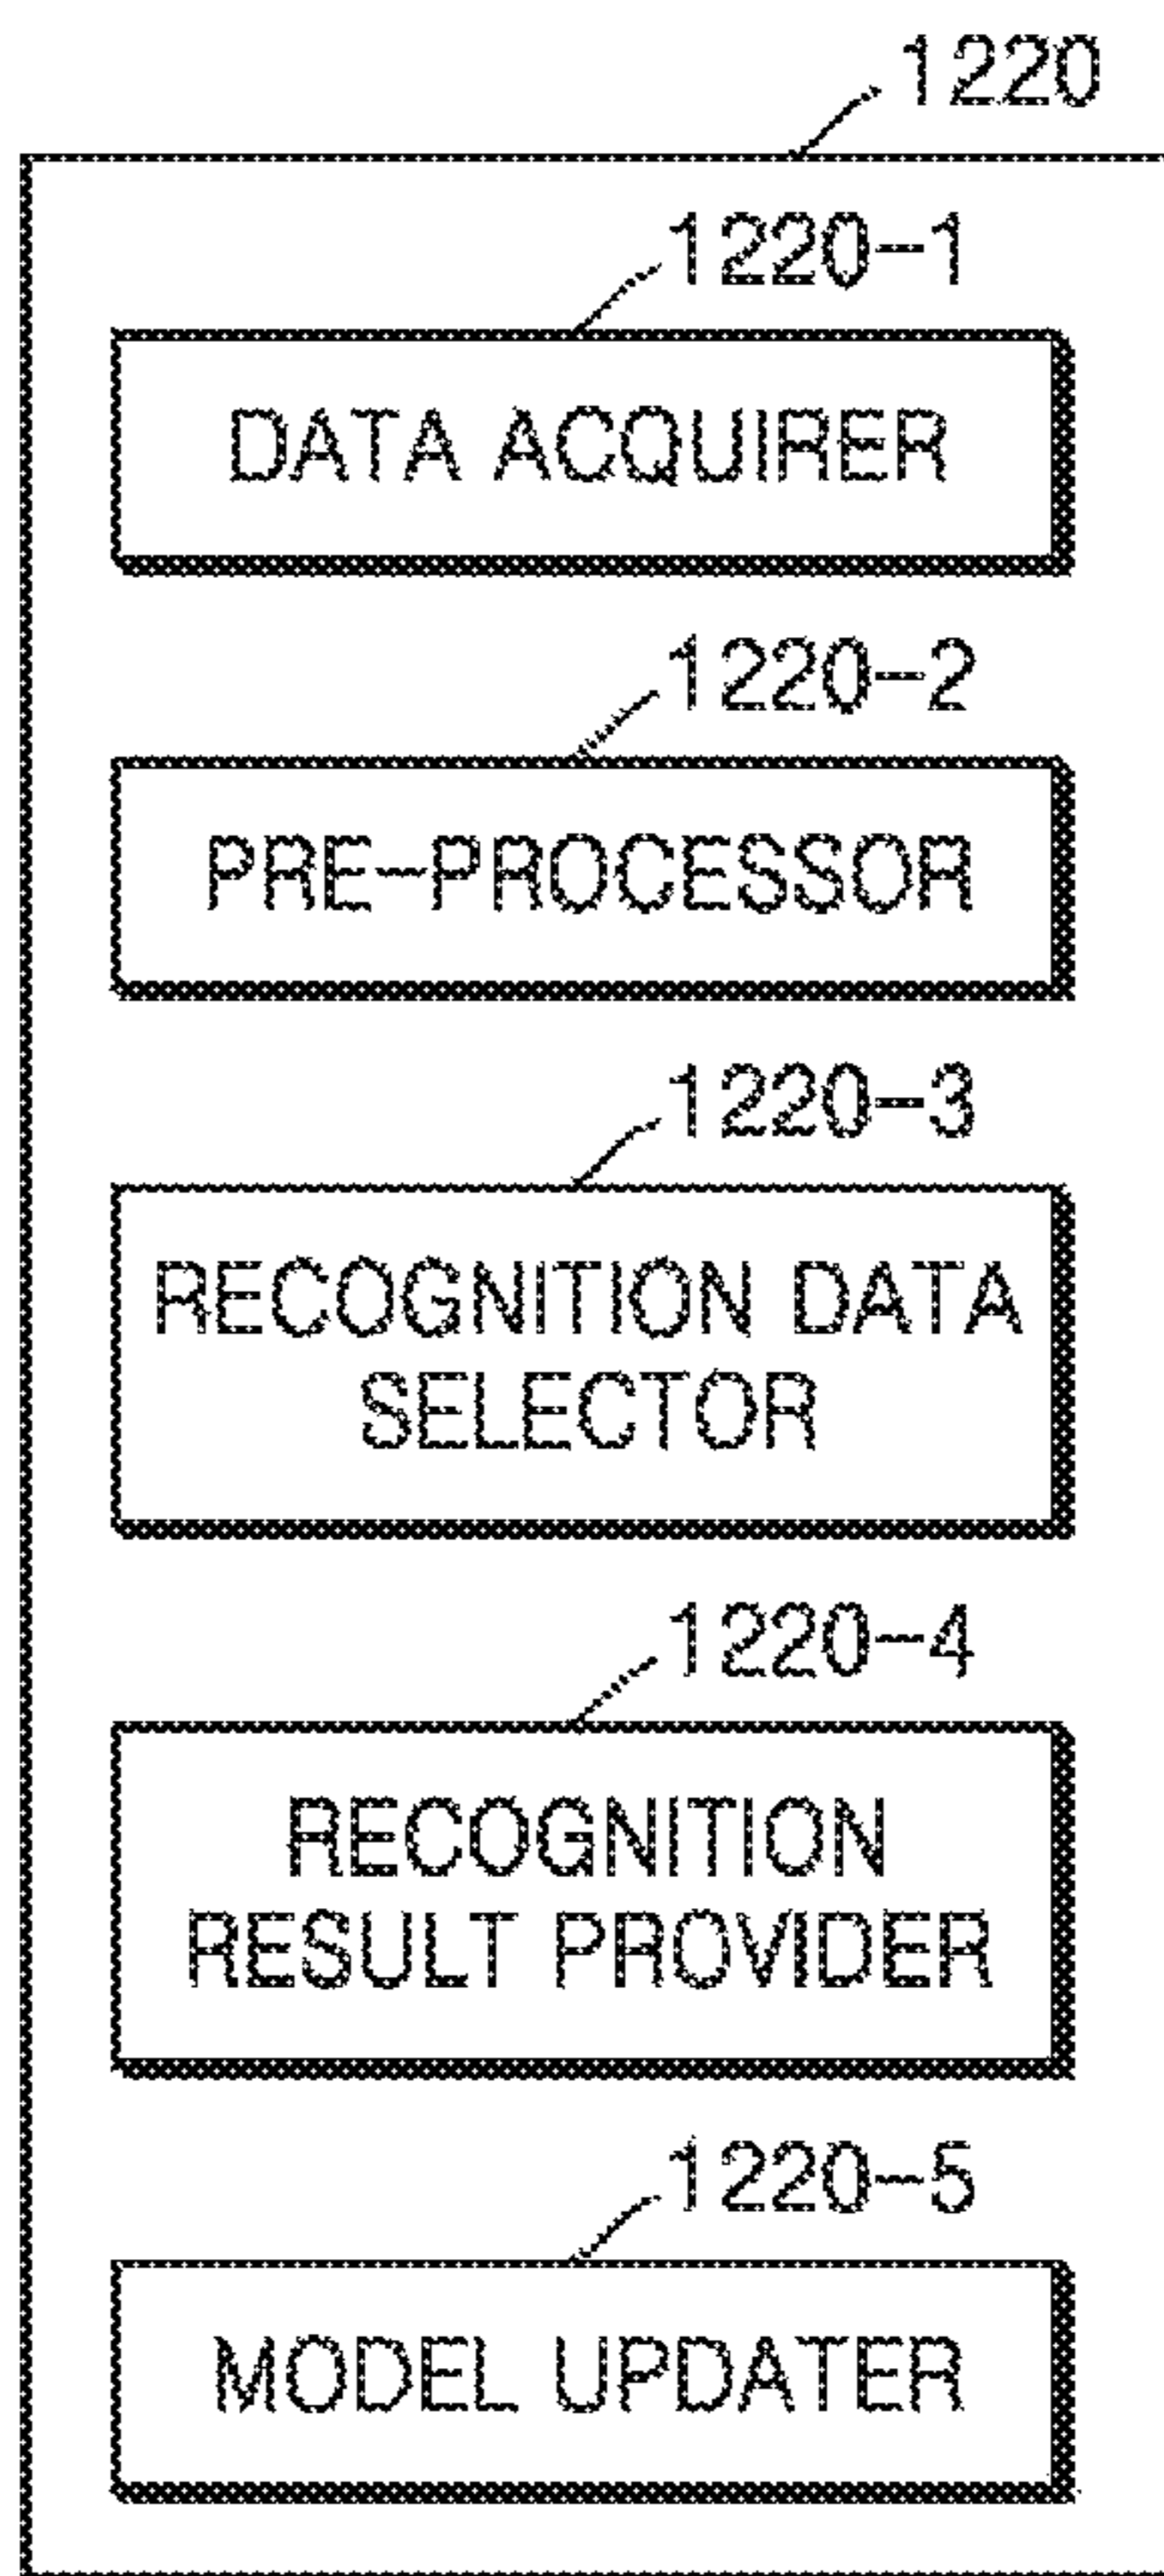 1220
1220-1
DATA ACQUIRER
1220-2
PRE-PROCESSOR
1220-3
RECOGNITION DATA
SELECTOR
1220-4
RECOGNITION
RESULT PROVIDER
1220-5
MODEL UPDATER